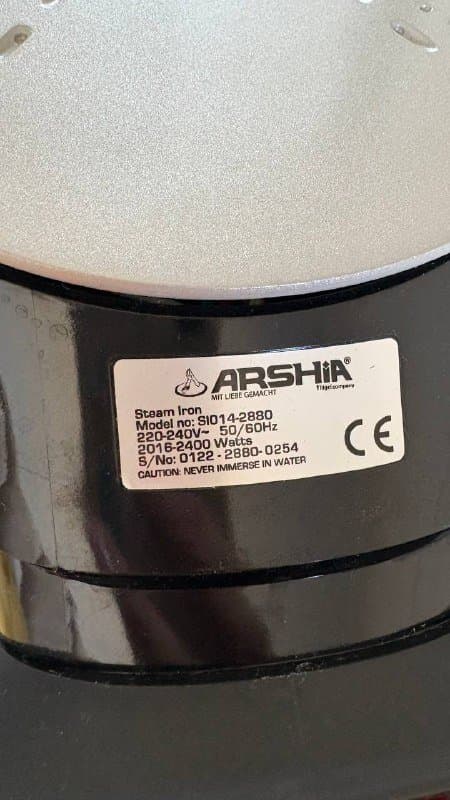 ARSHIA®
MIT LIEBE GEMACHT
Steam Iron
Model no: SI014-2880
220-240V~ 50/60Hz
2016-2400 Watts
S/No: 0122 - 2880- 0254
CAUTION: NEVER IMMERSE IN WATER
CE